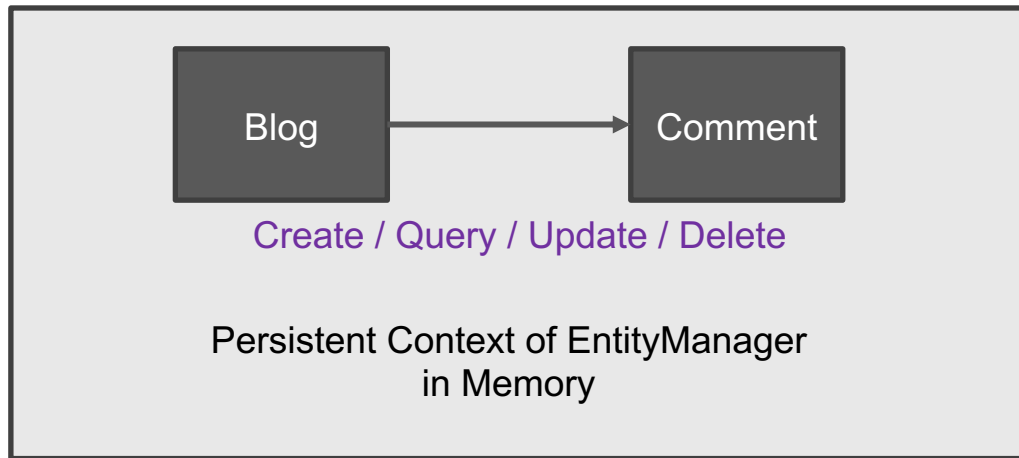 Blog
Comment
Create / Query / Update / Delete
Persistent Context of EntityManager
in Memory